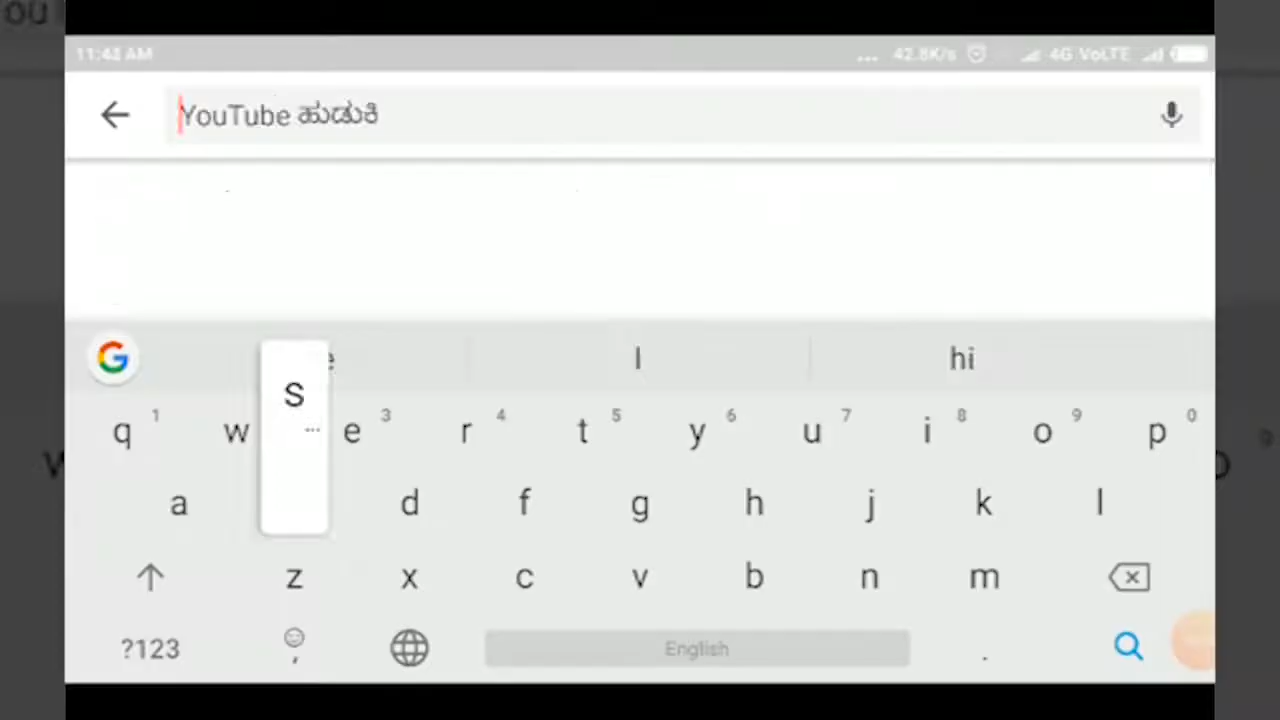 11:48 AM ... 42.8K/s 4G VoLTE
YouTube ಹುಡುಕಿ
I hi
S
q 1 w e 3 r 4 t 5 y 6 u 7 i 8 o 9 p 0
a d f g h j k l
z x c v b n m
?123 , English .